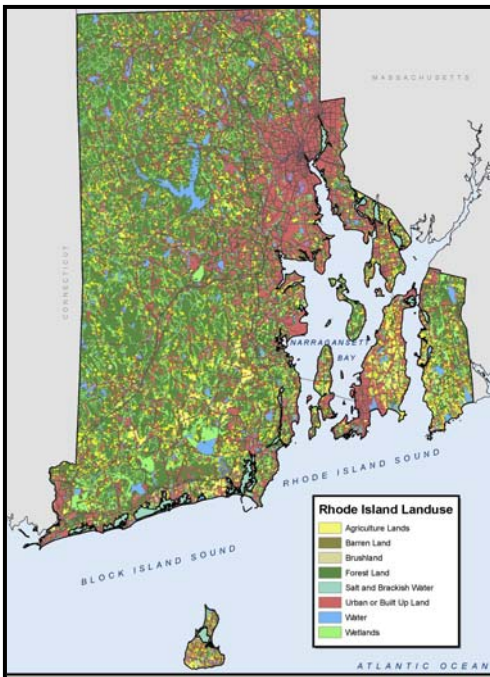 MASSACHUSETTS
CONNECTICUT
NARRAGANSETT
BAY
RHODE ISLAND SOUND
BLOCK ISLAND SOUND
Rhode Island Landuse
Agriculture Lands
Barren Land
Brushland
Forest Land
Salt and Brackish Water
Urban or Built Up Land
Water
Wetlands
ATLANTIC OCEAN